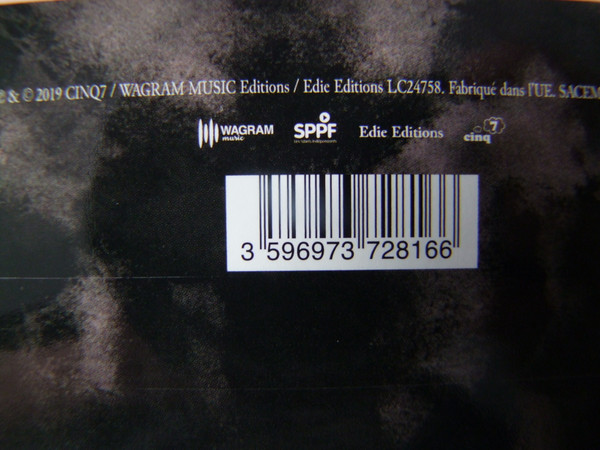 & © 2019 CINQ7 / WAGRAM MUSIC Editions / Edie Editions LC24758. Fabriqué dans l'UE. SACEM
WAGRAM music SPPF Edie Editions cinq 7
3 596973 728166